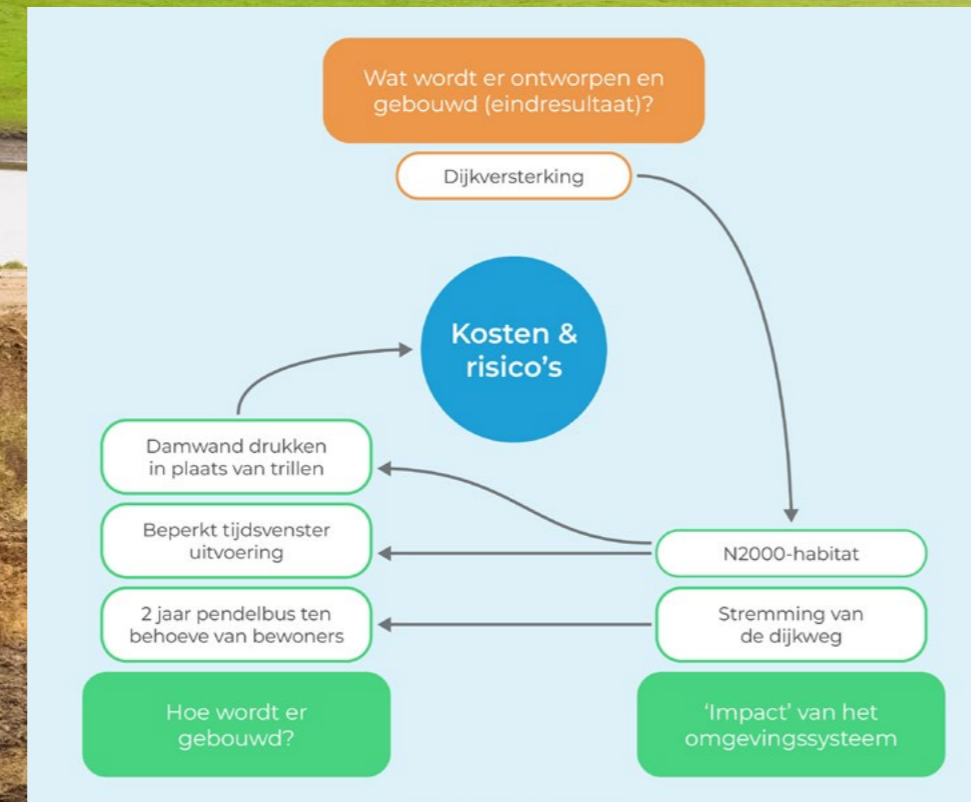 Wat wordt er ontworpen en
gebouwd (eindresultaat)?
Dijkversterking
Kosten &
risico's
Damwand drukken
in plaats van trillen
Beperkt tijdsvenster
uitvoering
2 jaar pendelbus ten
behoeve van bewoners
Hoe wordt er
gebouwd?
N2000-habitat
Stremming van
de dijkweg
‘Impact’ van het
omgevingssysteem